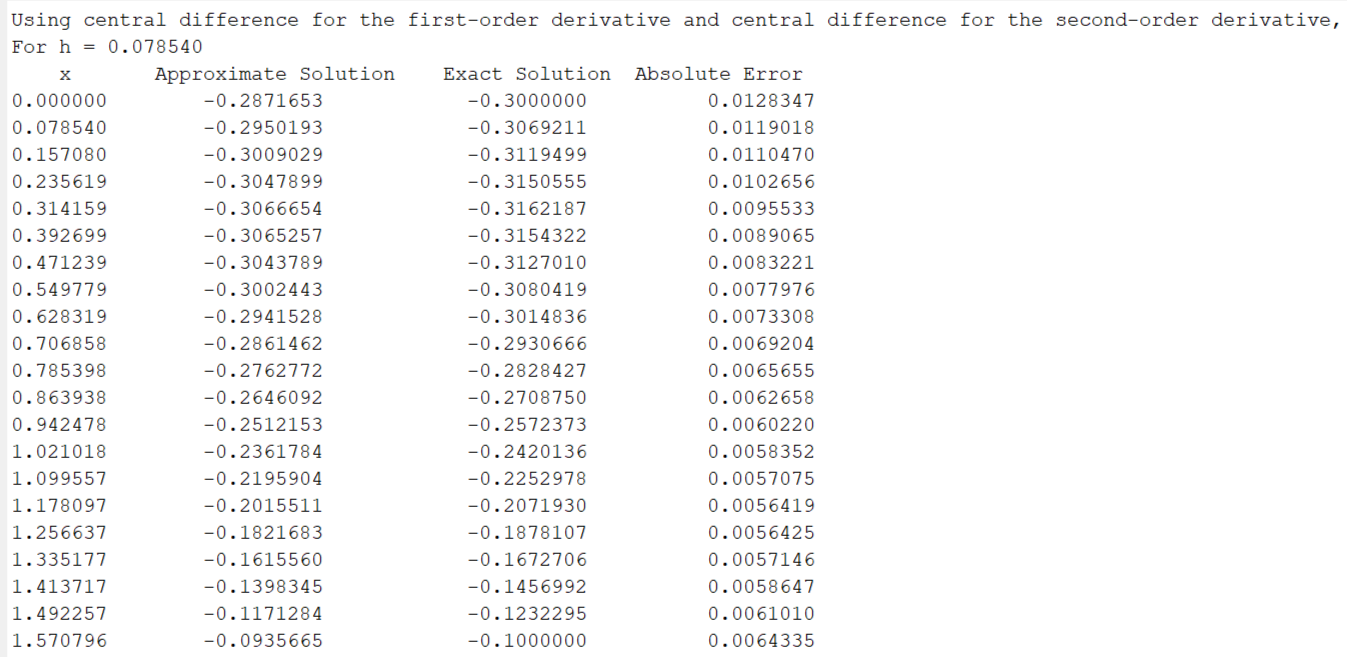 Using central difference for the first-order derivative and central difference for the second-order derivative,
For h = 0.078540
x Approximate Solution Exact Solution Absolute Error
0.000000 -0.2871653 -0.3000000 0.0128347
0.078540 -0.2950193 -0.3069211 0.0119018
0.157080 -0.3009029 -0.3119499 0.0110470
0.235619 -0.3047899 -0.3150555 0.0102656
0.314159 -0.3066654 -0.3162187 0.0095533
0.392699 -0.3065257 -0.3154322 0.0089065
0.471239 -0.3043789 -0.3127010 0.0083221
0.549779 -0.3002443 -0.3080419 0.0077976
0.628319 -0.2941528 -0.3014836 0.0073308
0.706858 -0.2861462 -0.2930666 0.0069204
0.785398 -0.2762772 -0.2828427 0.0065655
0.863938 -0.2646092 -0.2708750 0.0062658
0.942478 -0.2512153 -0.2572373 0.0060220
1.021018 -0.2361784 -0.2420136 0.0058352
1.099557 -0.2195904 -0.2252978 0.0057075
1.178097 -0.2015511 -0.2071930 0.0056419
1.256637 -0.1821683 -0.1878107 0.0056425
1.335177 -0.1615560 -0.1672706 0.0057146
1.413717 -0.1398345 -0.1456992 0.0058647
1.492257 -0.1171284 -0.1232295 0.0061010
1.570796 -0.0935665 -0.1000000 0.0064335